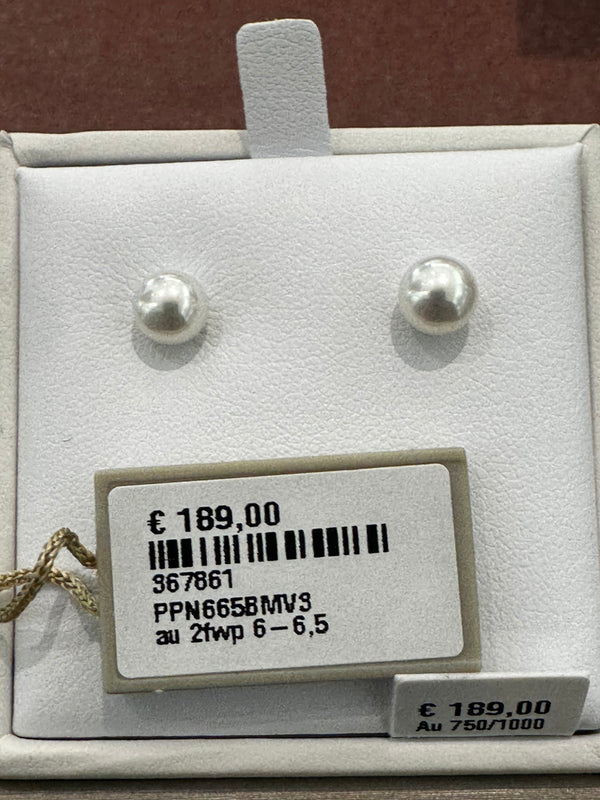 € 189,00
367861
PPN665BMV3
au 2fwp 6-6,5
€ 189,00
Au 750/1000